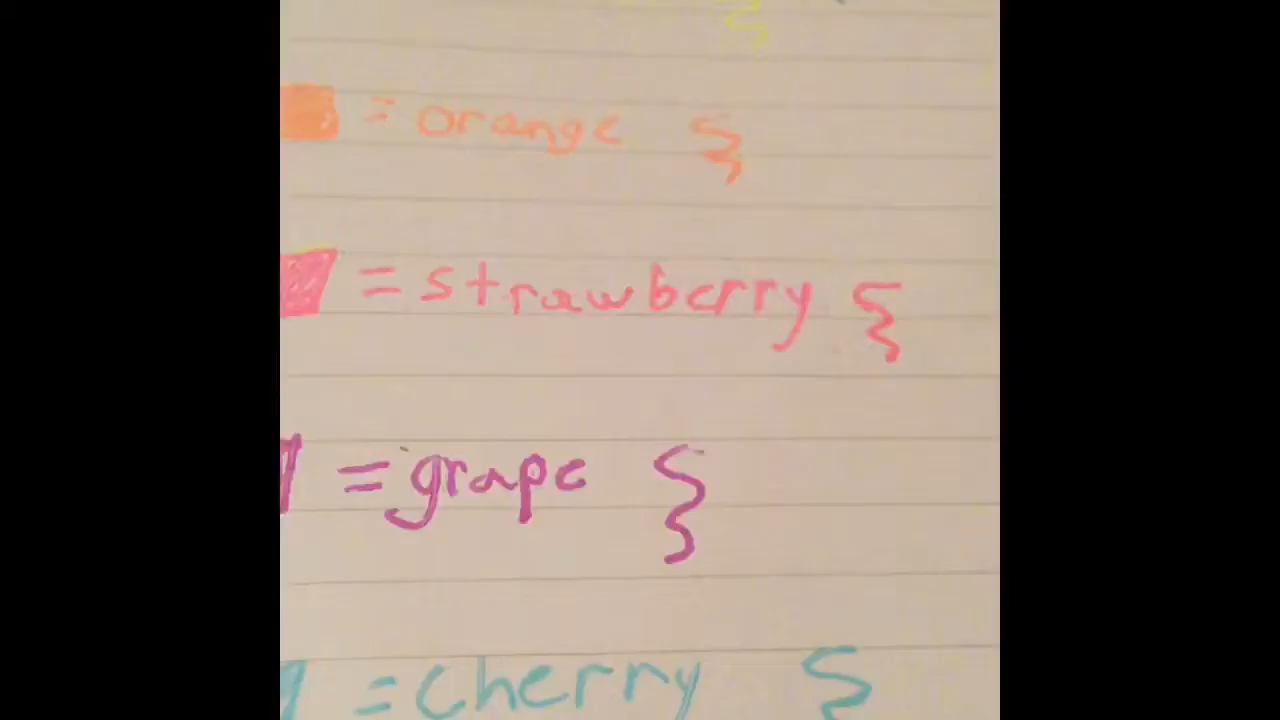 = orange }
= strawberry {
= grape }
= cherry {